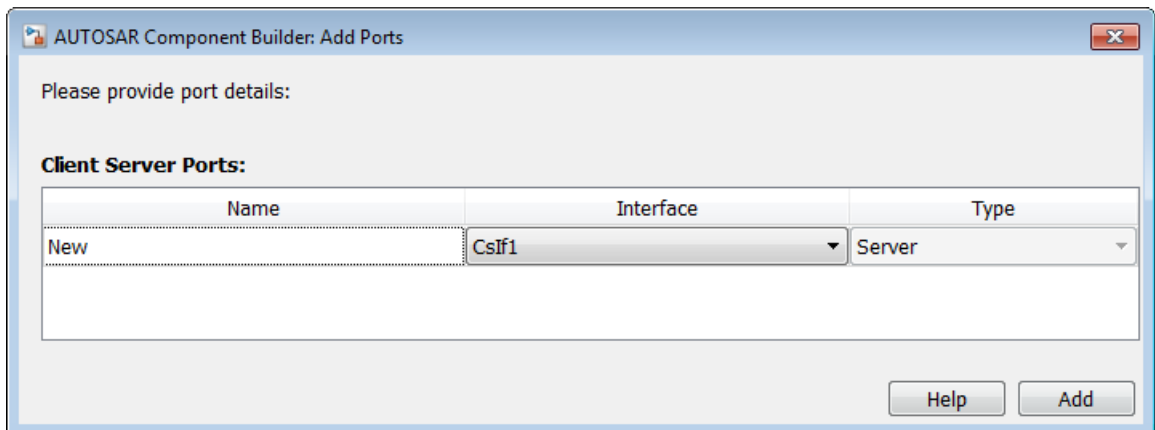 AUTOSAR Component Builder: Add Ports
Please provide port details:
Client Server Ports:
Name Interface Type
New CsIf1 Server
Help Add